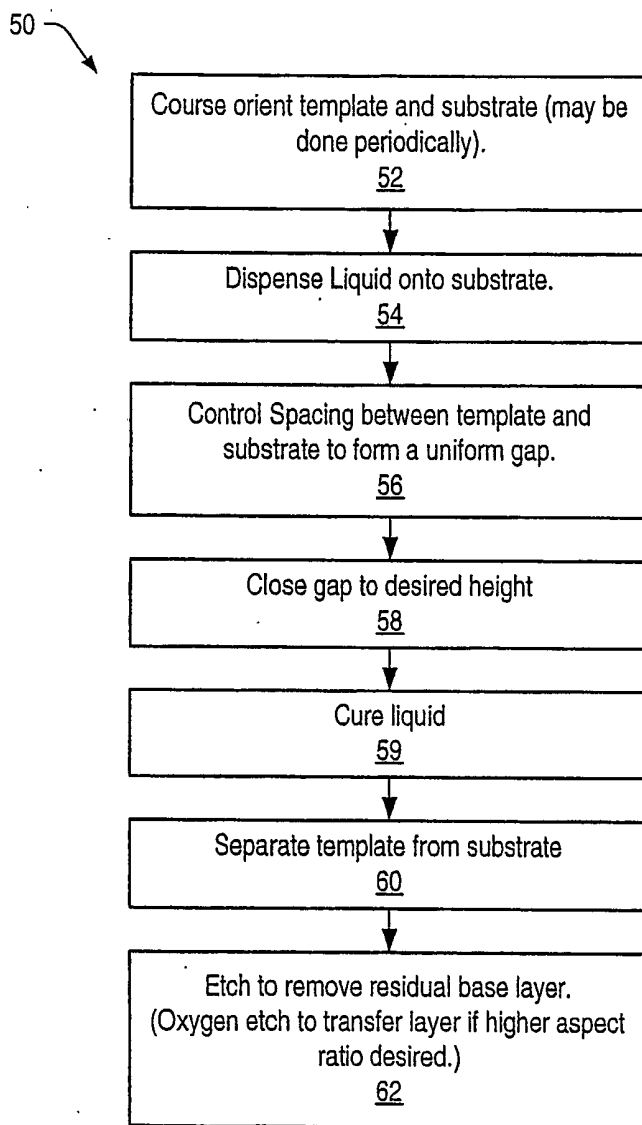 50
Course orient template and substrate (may be
done periodically).
52
Dispense Liquid onto substrate.
54
Control Spacing between template and
substrate to form a uniform gap.
56
Close gap to desired height
58
Cure liquid
59
Separate template from substrate
60
Etch to remove residual base layer.
(Oxygen etch to transfer layer if higher aspect
ratio desired.)
62